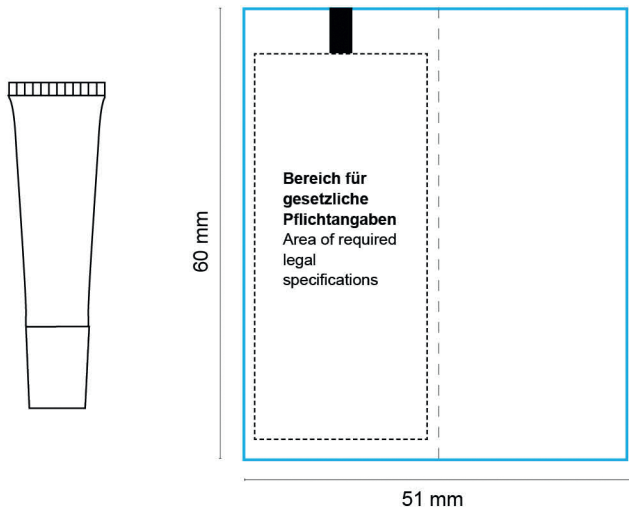 60 mm
Bereich für
gesetzliche
Pflichtangaben
Area of required
legal
specifications
51 mm